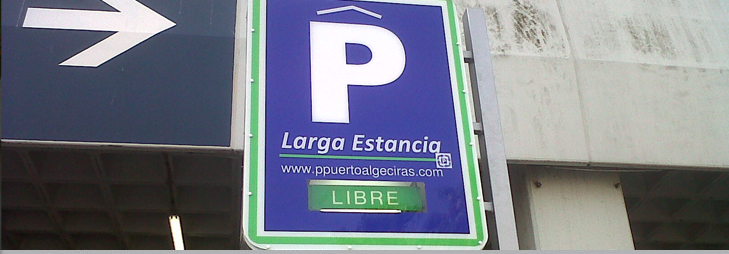 P
Larga Estancia
www.ppuertoalgeciras.com
LIBRE